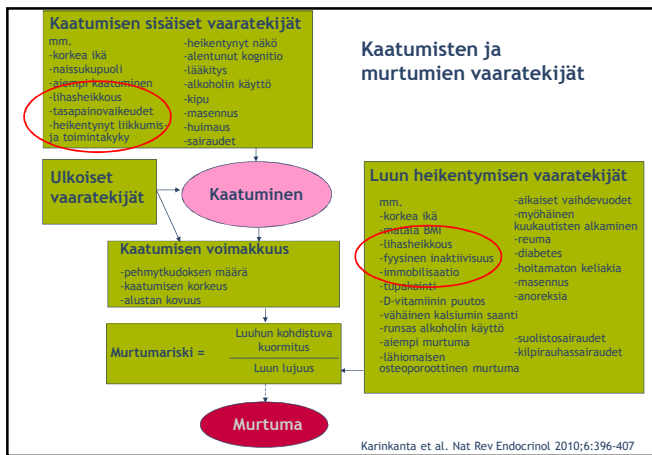 Kaatumisen sisäiset vaaratekijät
mm.
-korkea ikä
-naissukupuoli
-aiempi kaatuminen
-lihasheikkous
-tasapainovaikeudet
-heikentynyt liikkumis-
ja toimintakyky
-heikentynyt näkö
-alentunut kognitio
-lääkitys
-alkoholin käyttö
-kipu
-masennus
-huimaus
-sairaudet
Kaatumisten ja
murtumien vaaratekijät
Ulkoiset
vaaratekijät
Kaatuminen
Kaatumisen voimakkuus
-pehmytkudoksen määrä
-kaatumisen korkeus
-alustan kovuus
Murtumariski =
Luuhun kohdistuva
kuormitus
Luun lujuus
Murtuma
Luun heikentymisen vaaratekijät
mm.
-korkea ikä
-matala BMI
-lihasheikkous
-fyysinen inaktiivisuus
-immobilisaatio
-tupakointi
-D-vitamiinin puutos
-vähäinen kalsiumin saanti
-runsas alkoholin käyttö
-aiempi murtuma
-lähiomaisen
osteoporoottinen murtuma
-aikaiset vaihdevuodet
-myöhäinen
kuukautisten alkaminen
-reuma
-diabetes
-hoitamaton keliakia
-masennus
-anoreksia
-suolistosairaudet
-kilpirauhassairaudet
Karinkanta et al. Nat Rev Endocrinol 2010;6:396-407